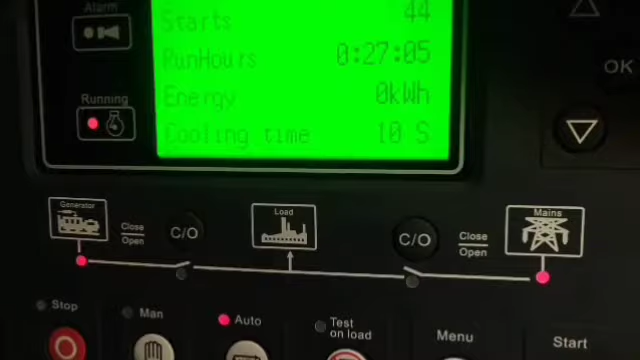 Alarm
Starts 44
RunHours 0:27:05
Energy 0kWh
Cooling time 10 S
Running
OK
Generator
Close
Open
C/O
Load
C/O
Close
Open
Mains
Stop
Man
Auto
Test
on load
Menu
Start